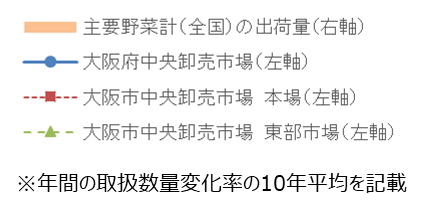 主要野菜計(全国)の出荷量(右軸)
大阪府中央卸売市場(左軸)
大阪市中央卸売市場 本場(左軸)
大阪市中央卸売市場 東部市場(左軸)
※年間の取扱数量変化率の10年平均を記載